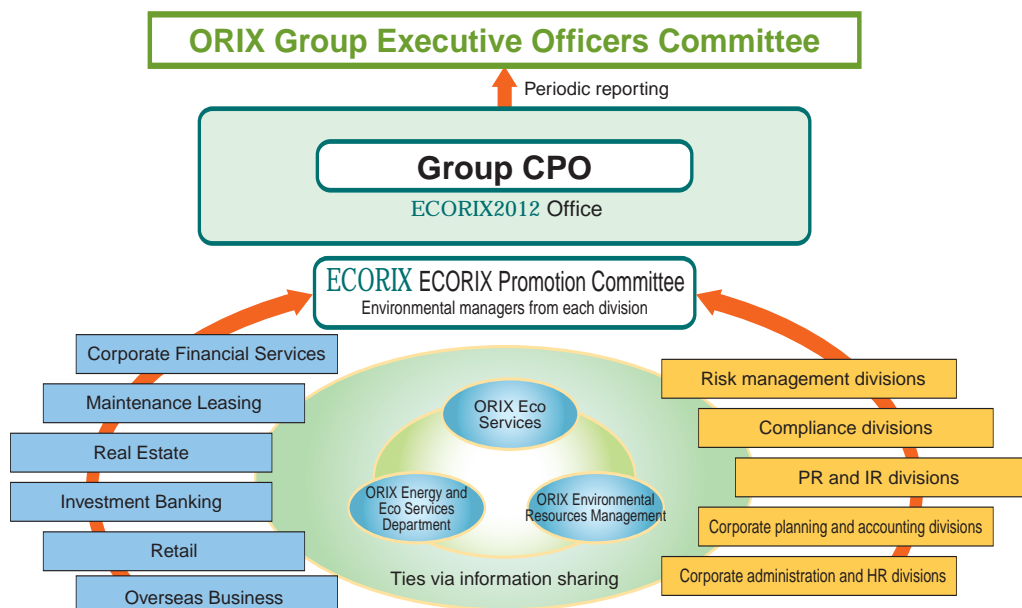 ORIX Group Executive Officers Committee
Periodic reporting
Group CPO
ECORIX2012 Office
ECORIX ECORIX Promotion Committee
Environmental managers from each division
Corporate Financial Services
Maintenance Leasing
Real Estate
Investment Banking
Retail
Overseas Business
ORIX Eco
Services
ORIX Energy and
Eco Services
Department
ORIX Environmental
Resources Management
Ties via information sharing
Risk management divisions
Compliance divisions
PR and IR divisions
Corporate planning and accounting divisions
Corporate administration and HR divisions